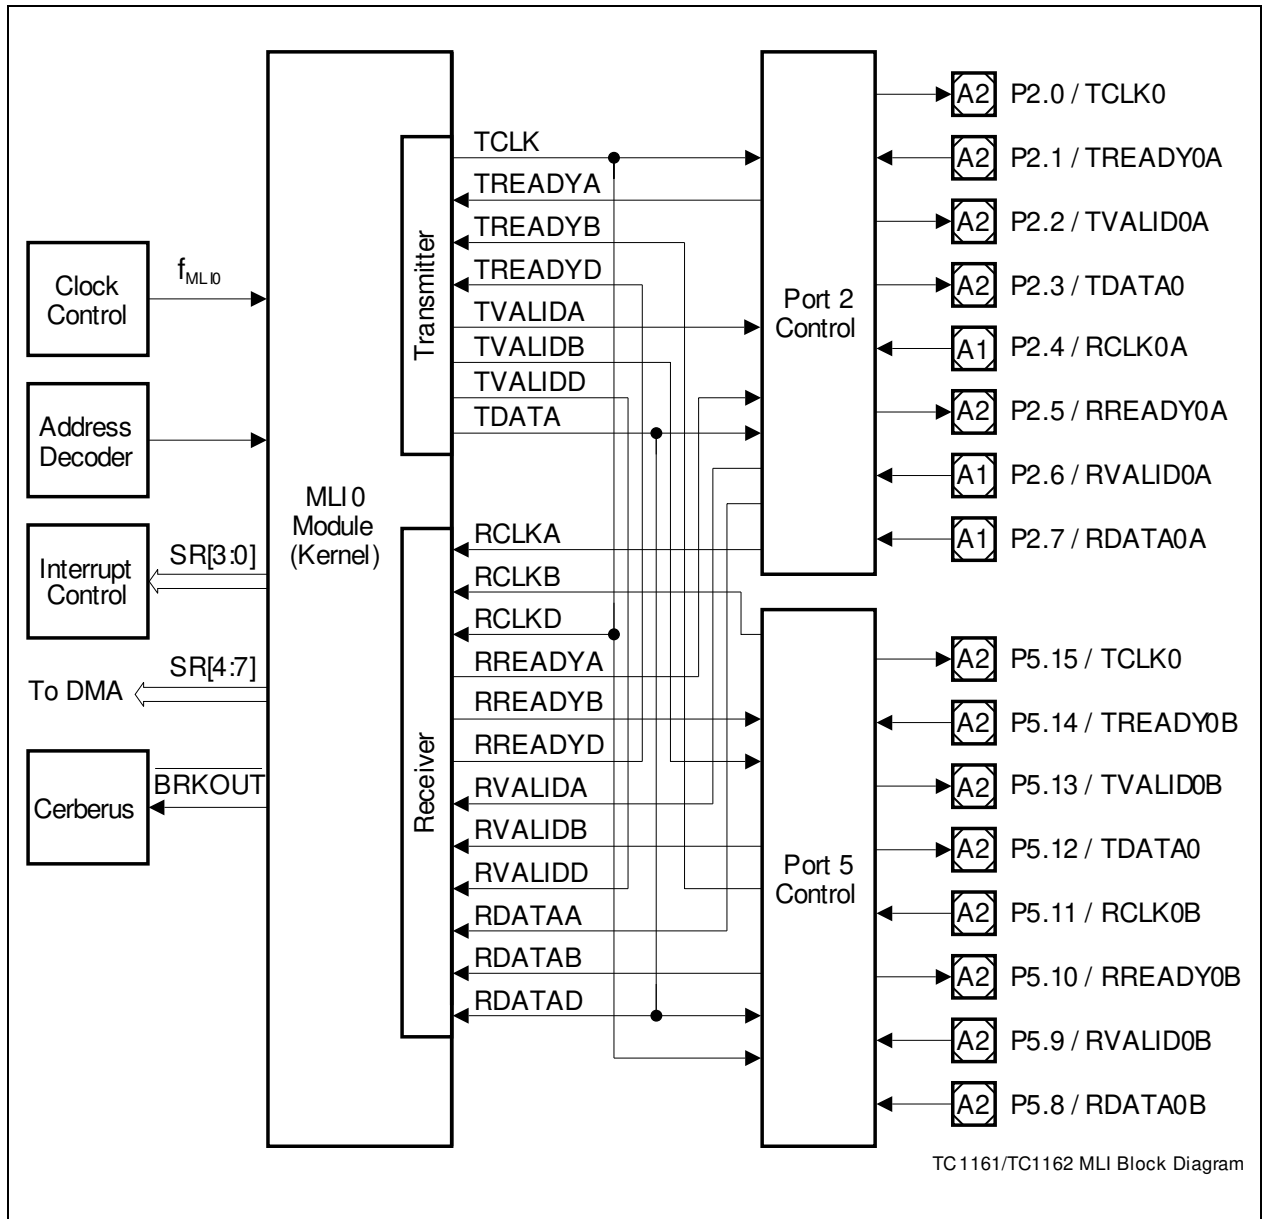 Clock
Control
fMLI0
Address
Decoder
Interrupt
Control
SR[3:0]
To DMA
SR[4:7]
Cerberus
BRKOUT
MLI0
Module
(Kernel)
Transmitter
Receiver
TCLK
TREADYA
TREADYB
TREADYD
TVALIDA
TVALIDB
TVALIDD
TDATA
RCLKA
RCLKB
RCLKD
RREADYA
RREADYB
RREADYD
RVALIDA
RVALIDB
RVALIDD
RDATAA
RDATAB
RDATAD
Port 2
Control
Port 5
Control
A2 P2.0 / TCLK0
A2 P2.1 / TREADY0A
A2 P2.2 / TVALID0A
A2 P2.3 / TDATA0
A1 P2.4 / RCLK0A
A2 P2.5 / RREADY0A
A1 P2.6 / RVALID0A
A1 P2.7 / RDATA0A
A2 P5.15 / TCLK0
A2 P5.14 / TREADY0B
A2 P5.13 / TVALID0B
A2 P5.12 / TDATA0
A2 P5.11 / RCLK0B
A2 P5.10 / RREADY0B
A2 P5.9 / RVALID0B
A2 P5.8 / RDATA0B
TC1161/TC1162 MLI Block Diagram